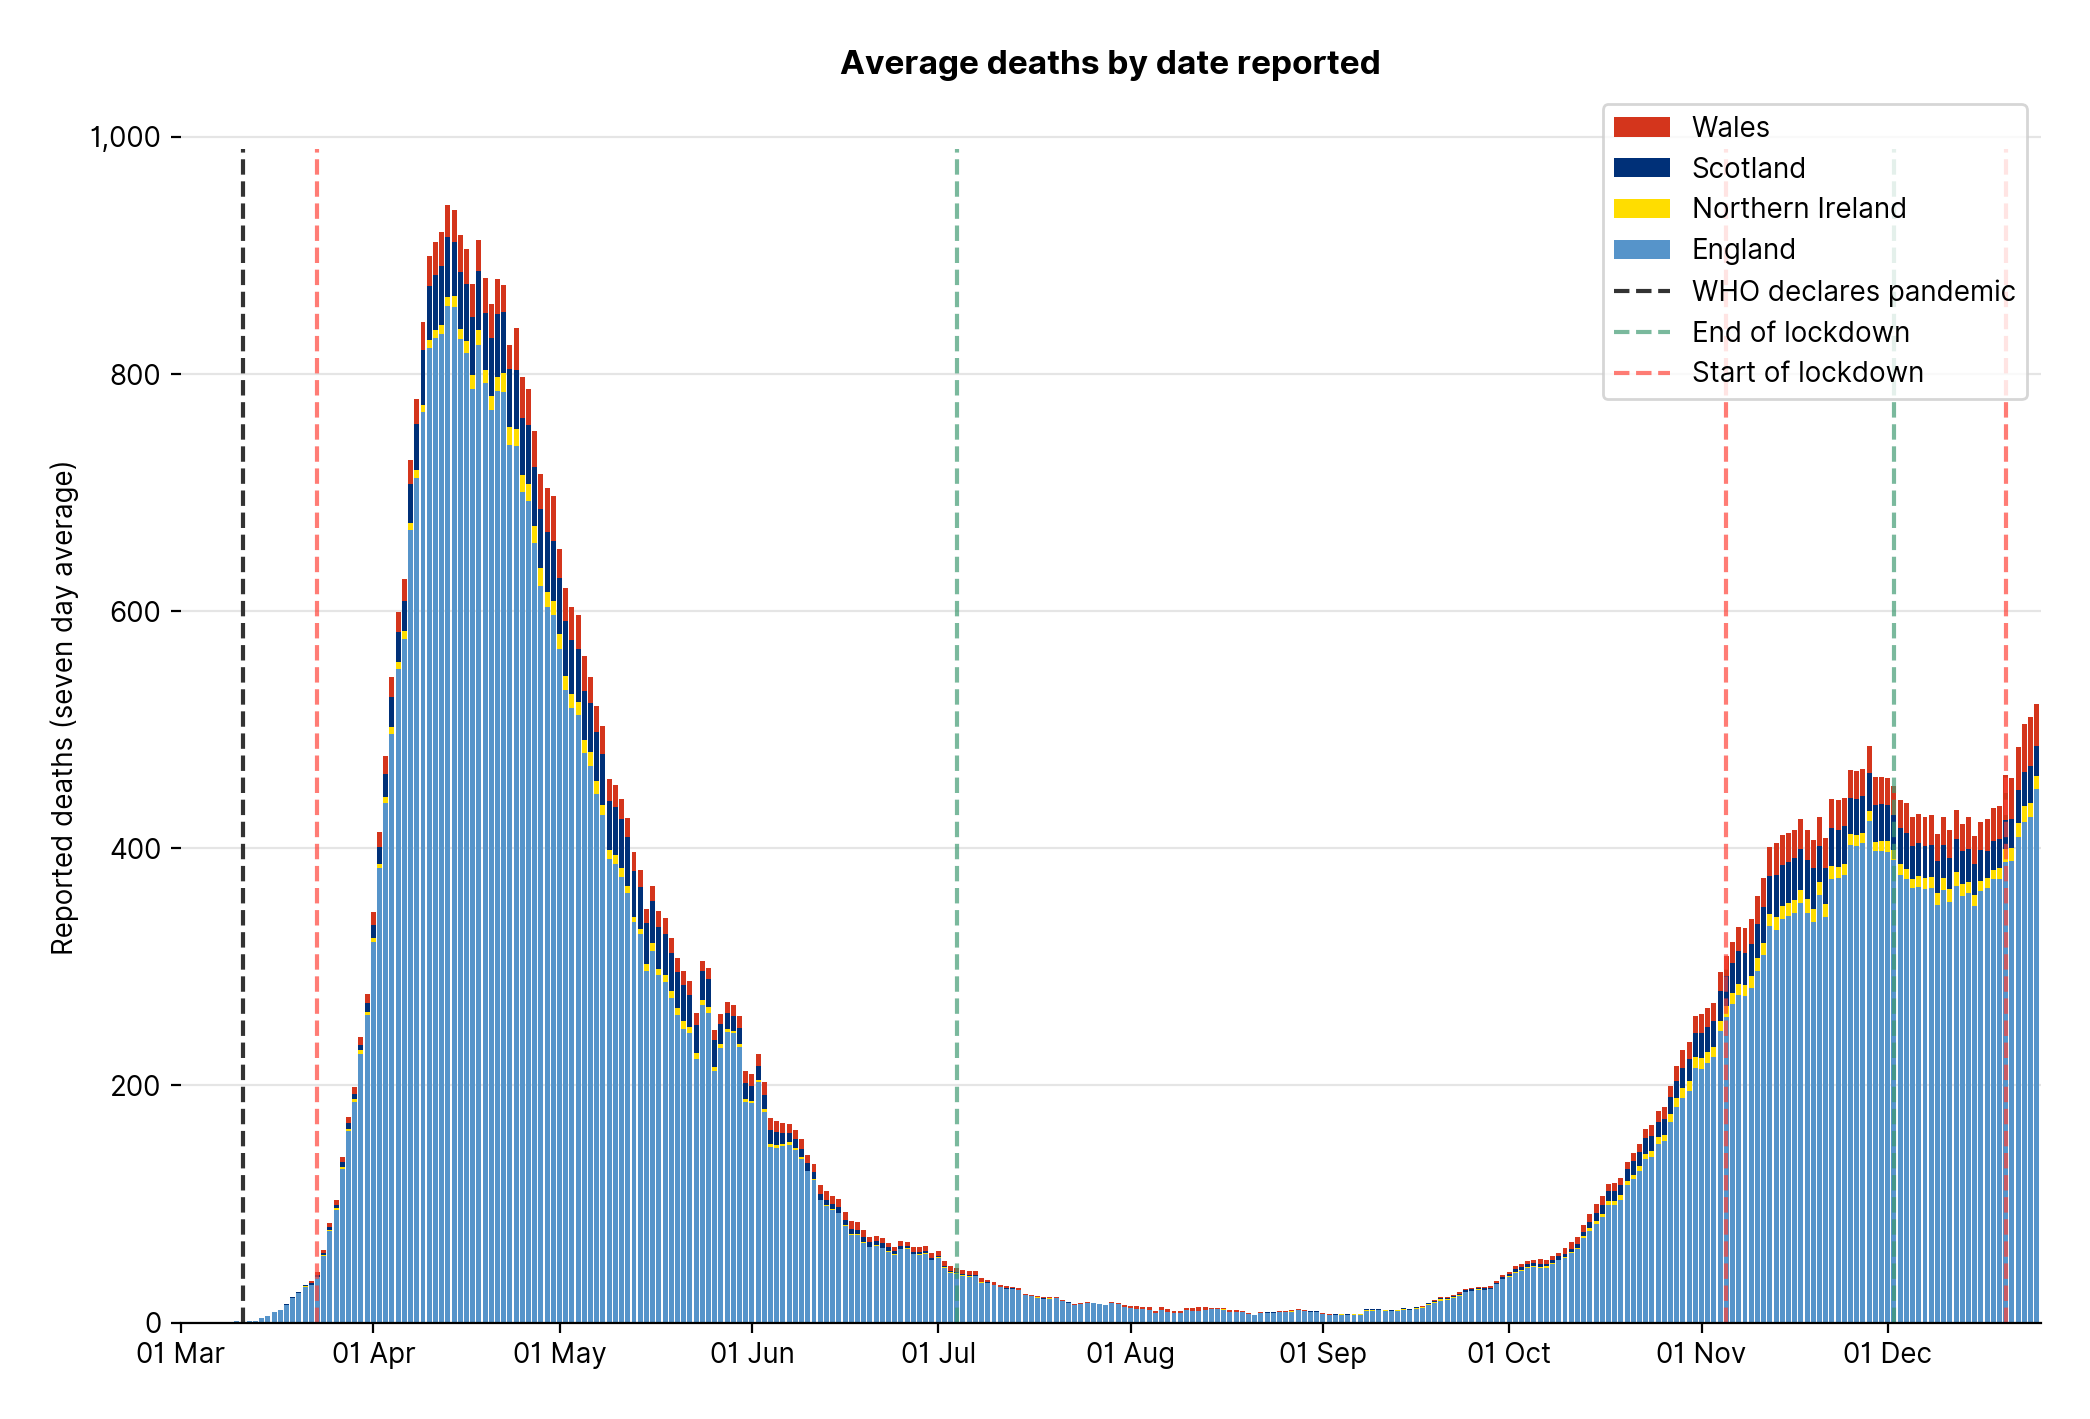 Average deaths by date reported
Wales
Scotland
Northern Ireland
England
WHO declares pandemic
End of lockdown
Start of lockdown
Reported deaths (seven day average)
1,000
800
600
400
200
0
01 Mar 01 Apr 01 May 01 Jun 01 Jul 01 Aug 01 Sep 01 Oct 01 Nov 01 Dec